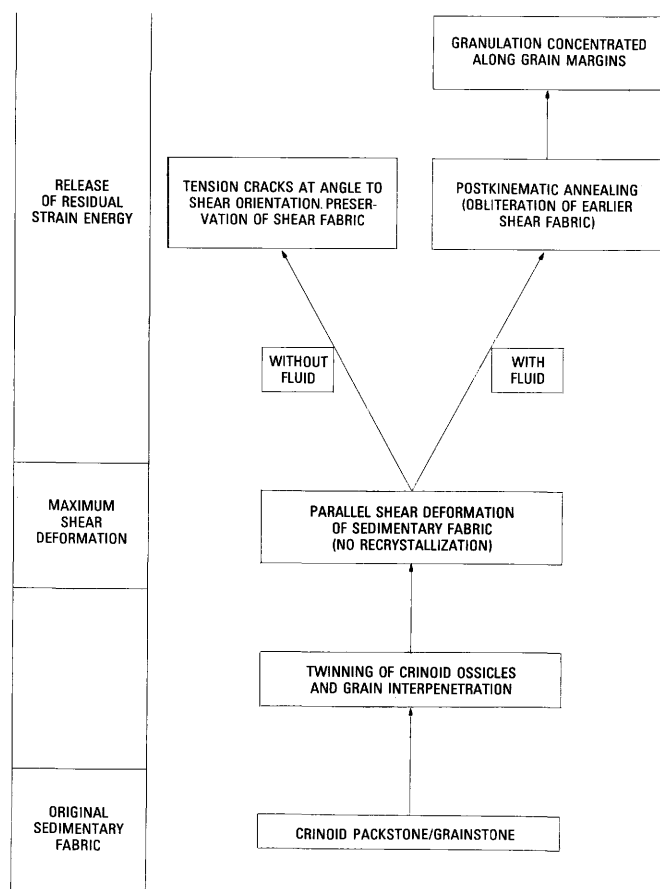 GRANULATION CONCENTRATED
ALONG GRAIN MARGINS
RELEASE
OF RESIDUAL
STRAIN ENERGY
TENSION CRACKS AT ANGLE TO
SHEAR ORIENTATION. PRESER-
VATION OF SHEAR FABRIC
POSTKINEMATIC ANNEALING
(OBLITERATION OF EARLIER
SHEAR FABRIC)
WITHOUT
FLUID
WITH
FLUID
MAXIMUM
SHEAR
DEFORMATION
PARALLEL SHEAR DEFORMATION
OF SEDIMENTARY FABRIC
(NO RECRYSTALLIZATION)
TWINNING OF CRINOID OSSICLES
AND GRAIN INTERPENETRATION
ORIGINAL
SEDIMENTARY
FABRIC
CRINOID PACKSTONE/GRAINSTONE